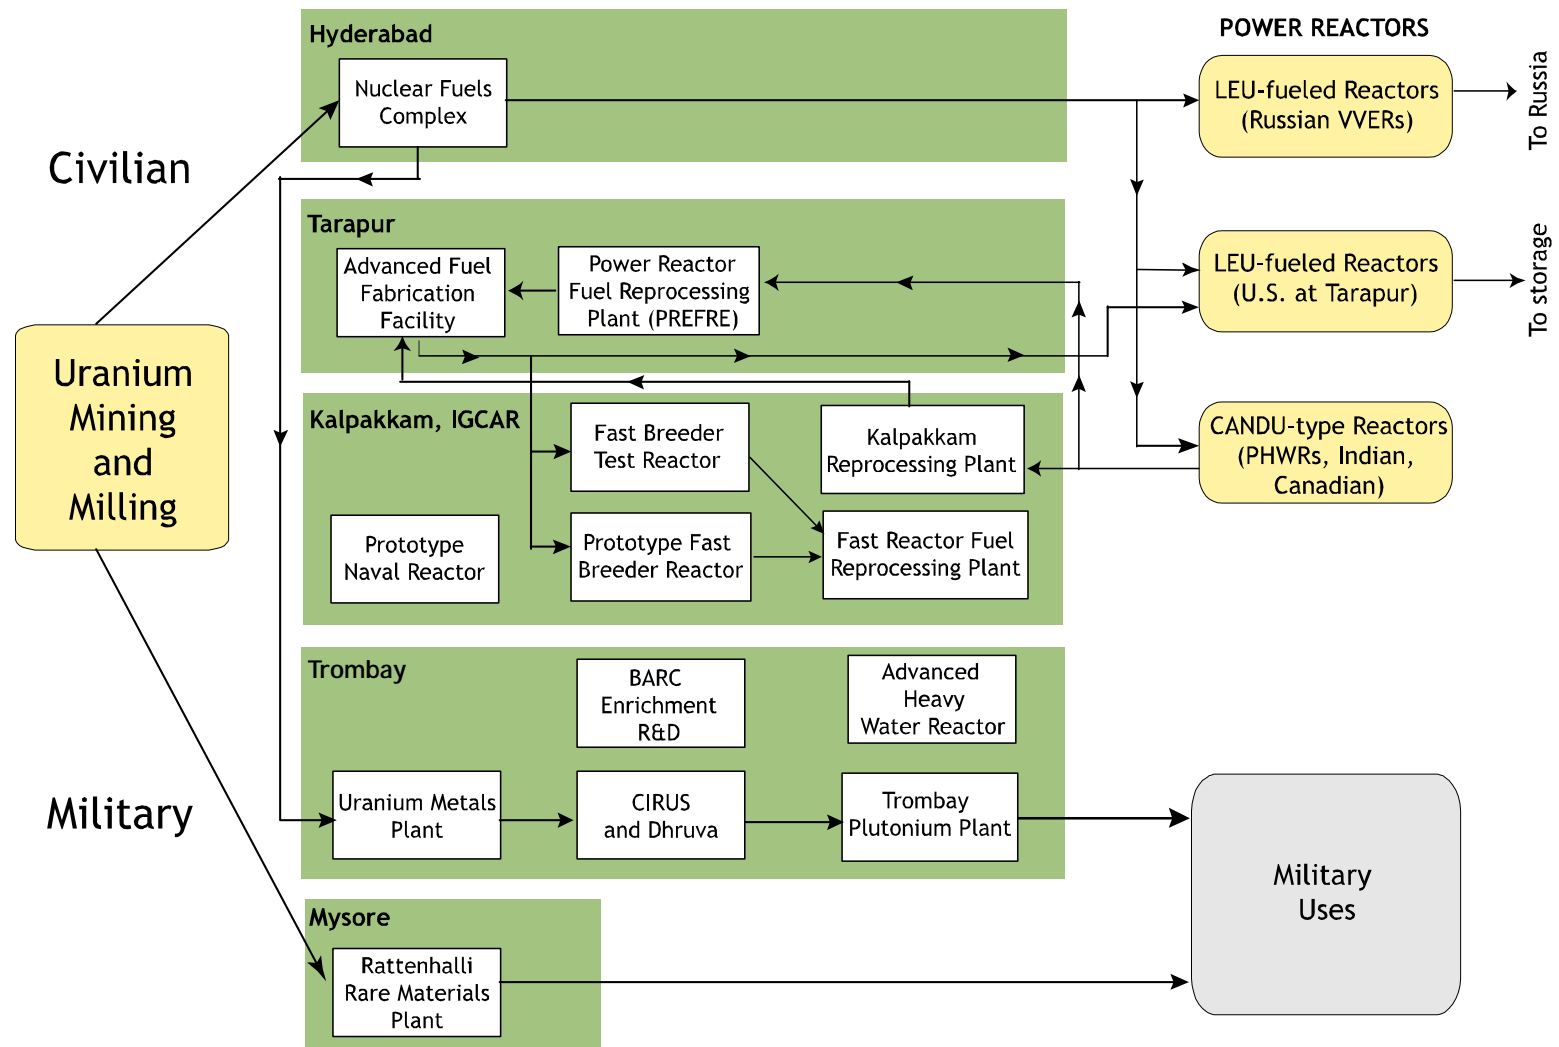 Hyderabad
Nuclear Fuels
Complex
POWER REACTORS
LEU-fueled Reactors
(Russian VVERs)
To Russia
Civilian
Tarapur
Advanced Fuel
Fabrication
Facility
Power Reactor
Fuel Reprocessing
Plant (PREFRE)
LEU-fueled Reactors
(U.S. at Tarapur)
To storage
Uranium
Mining
and
Milling
Kalpakkam, IGCAR
Fast Breeder
Test Reactor
Kalpakkam
Reprocessing Plant
CANDU-type Reactors
(PHWRs, Indian,
Canadian)
Prototype
Naval Reactor
Prototype Fast
Breeder Reactor
Fast Reactor Fuel
Reprocessing Plant
Trombay
BARC
Enrichment
R&D
Advanced
Heavy
Water Reactor
Military
Uranium Metals
Plant
CIRUS
and Dhruva
Trombay
Plutonium Plant
Military
Uses
Mysore
Rattenhalli
Rare Materials
Plant